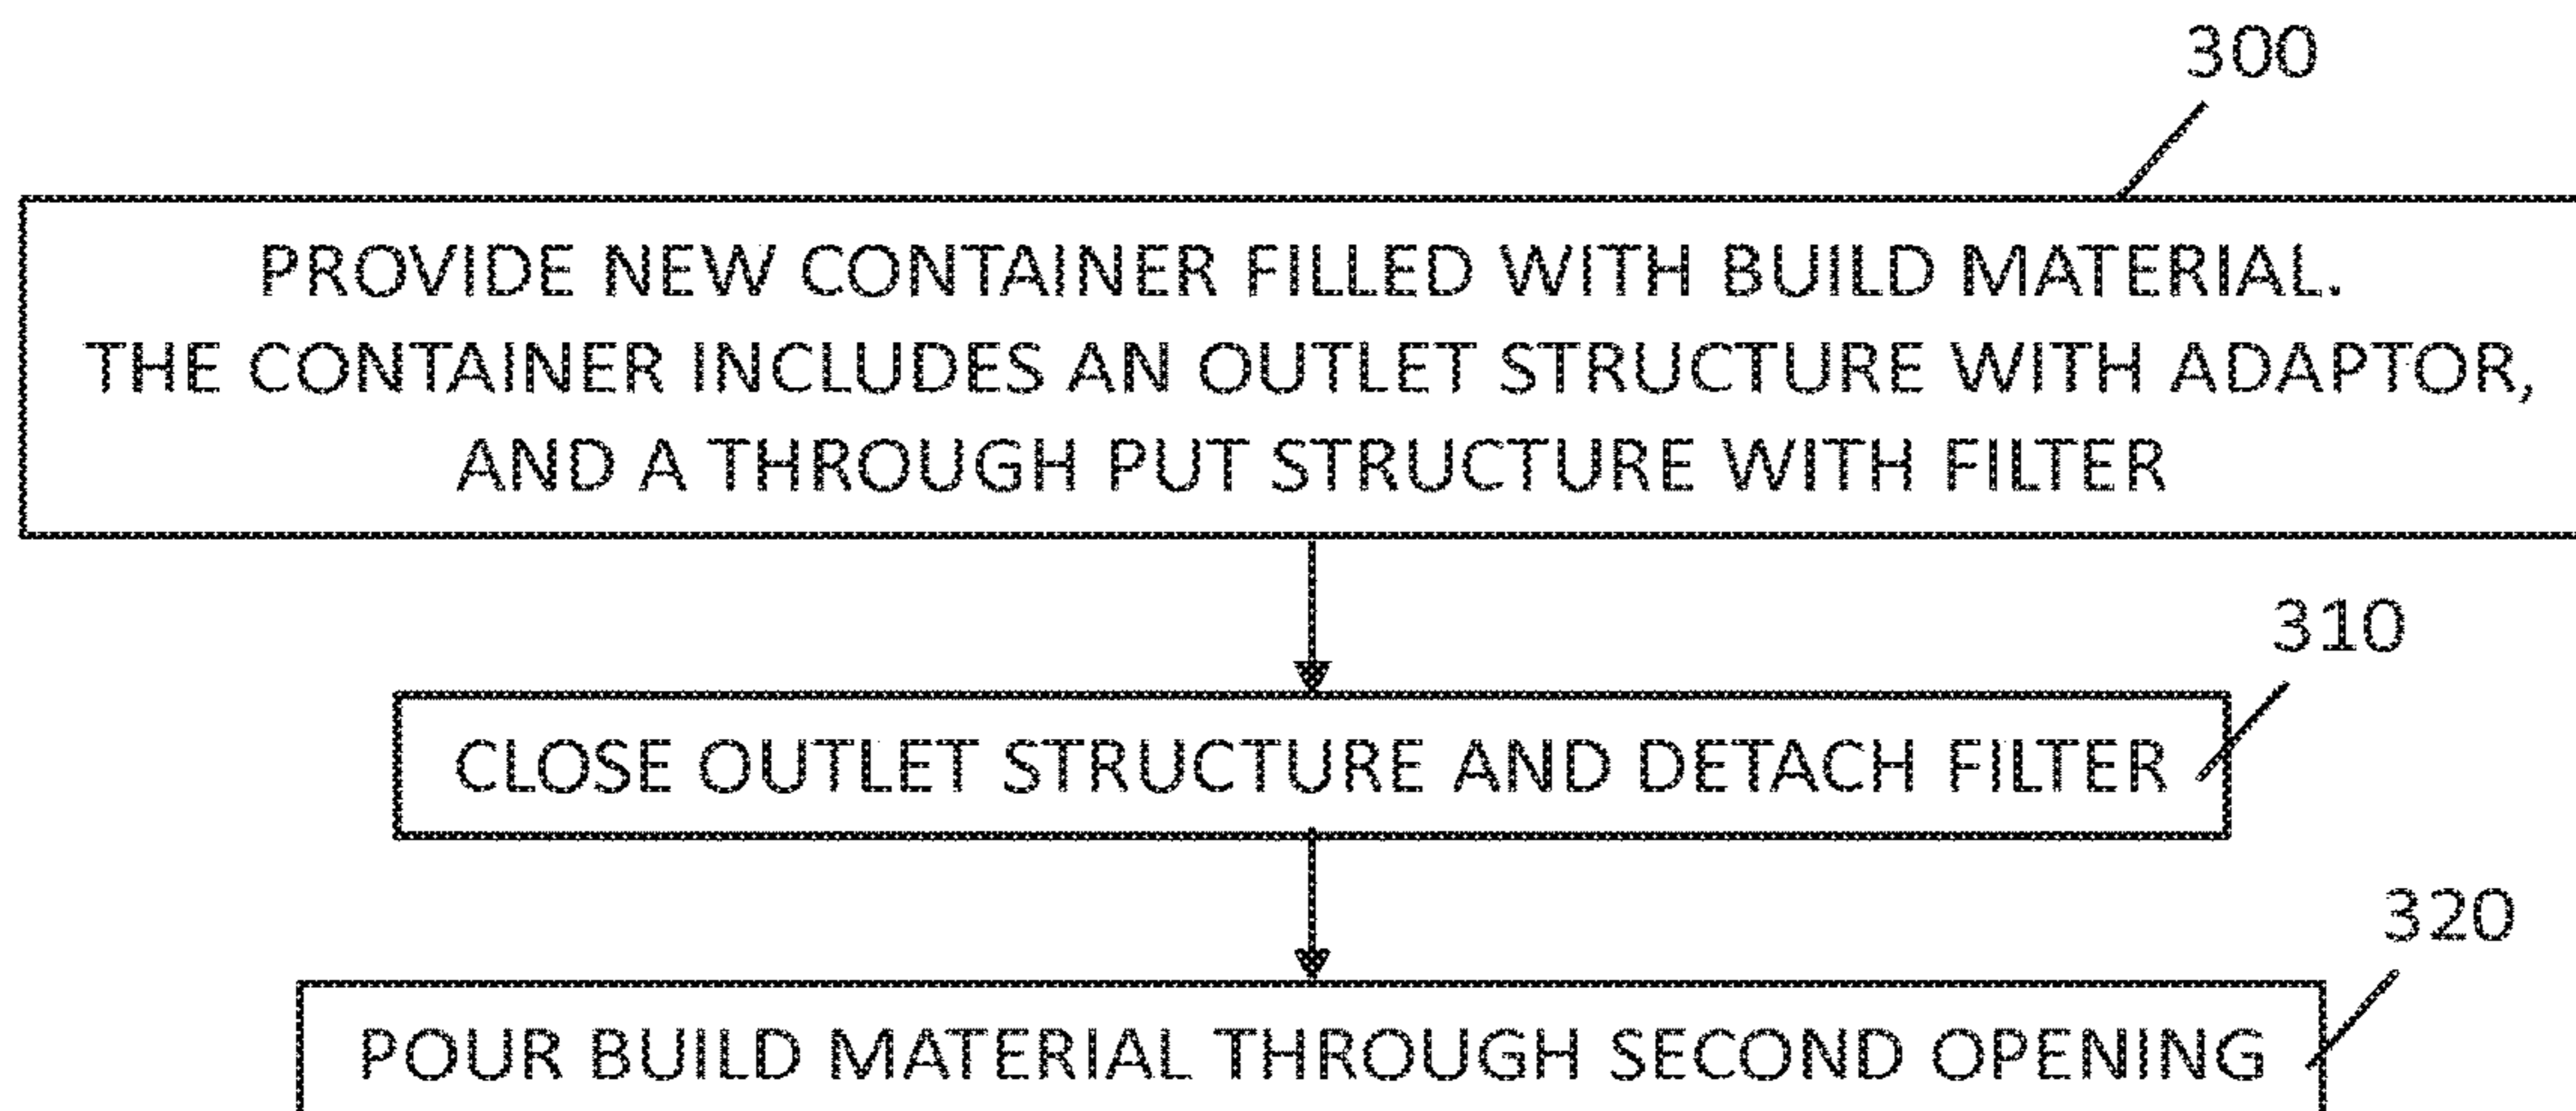 300
PROVIDE NEW CONTAINER FILLED WITH BUILD MATERIAL.
THE CONTAINER INCLUDES AN OUTLET STRUCTURE WITH ADAPTOR,
AND A THROUGH PUT STRUCTURE WITH FILTER
310
CLOSE OUTLET STRUCTURE AND DETACH FILTER
320
POUR BUILD MATERIAL THROUGH SECOND OPENING